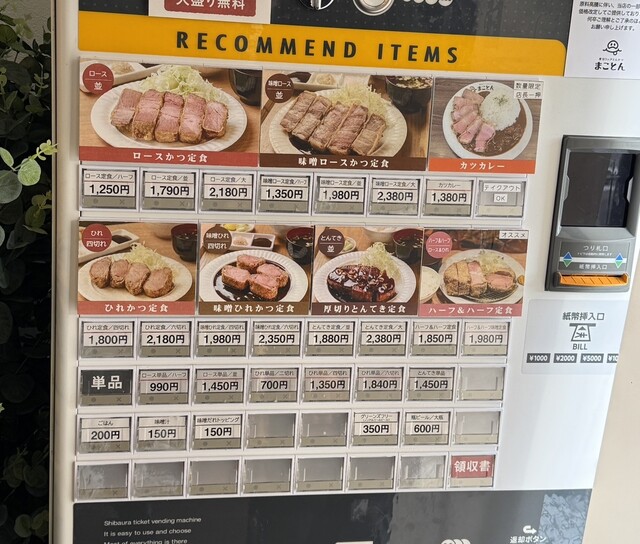 大盛り無料
RECOMMEND ITEMS
まことん
ロース
並
ロースかつ定食
ロース
並
味噌ロースかつ定食
数量限定
カツカレー
ロース定食/ハーフ
1,250円
ロース定食/並
1,790円
ロース定食/大
2,180円
味噌ロース定食/ハーフ
1,350円
味噌ロース定食/並
1,980円
味噌ロース定食/大
2,380円
カツカレー
1,380円
テイクアウト
OK
ひれ
四切れ
ひれかつ定食
味噌ひれ
四切れ
味噌ひれかつ定食
とんてき
並
厚切りとんてき定食
オススメ
ハーフ&ハーフ定食
ひれ定食/四切れ
1,800円
ひれ定食/六切れ
2,180円
味噌ひれ定食/四切れ
1,980円
味噌ひれ定食/六切れ
2,350円
とんてき定食/並
1,880円
とんてき定食/大
2,380円
ハーフ&ハーフ定食
1,850円
1,980円
単品
ロース単品/ハーフ
990円
ロース単品/並
1,450円
ひれ単品/二切れ
700円
ひれ単品/四切れ
1,350円
ひれ単品/六切れ
1,840円
とんてき単品/並
1,450円
ごはん
200円
味噌汁
150円
味噌だれトッピング
150円
350円
瓶ビール/大瓶
600円
領収書
つり札口
紙幣挿入口
紙幣挿入口
BILL
¥1000 ¥2000 ¥5000
Shibaura ticket vending machine
It is easy to use and choose
Most of everything is there
返却ボタン